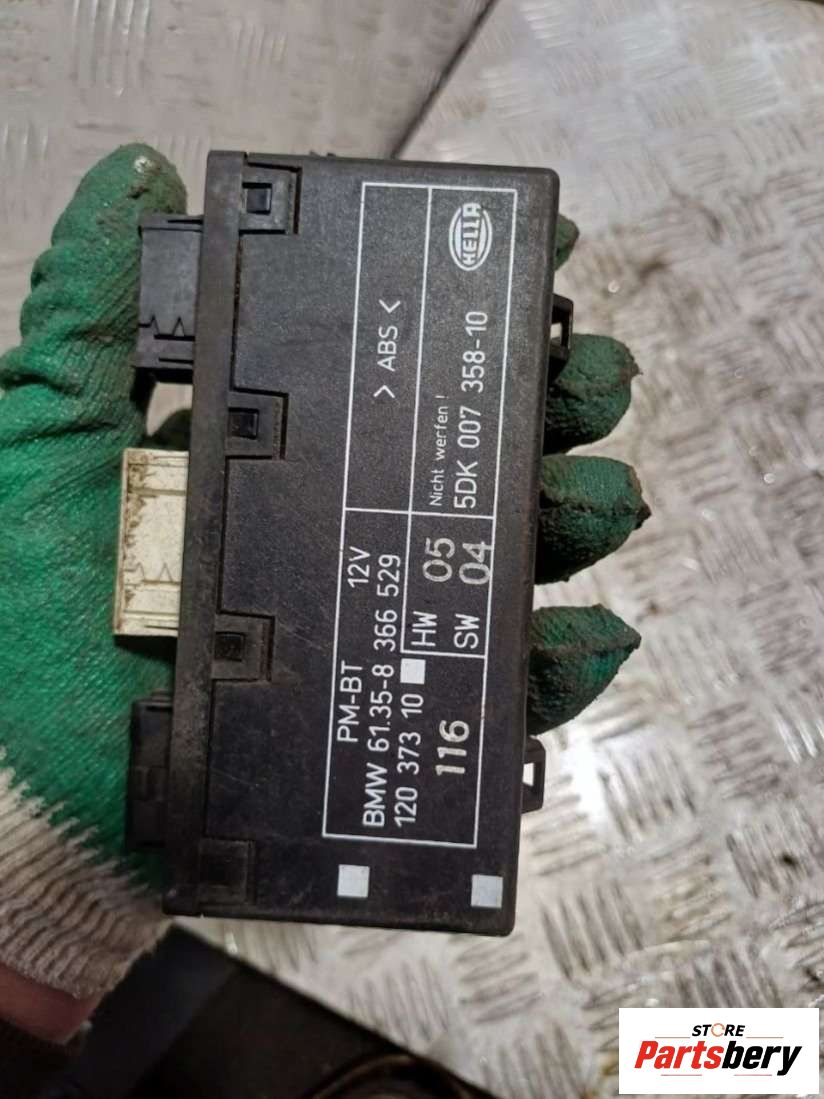 PM-BT 12V
BMW 61.35-8 366 529
120 373 10
116
HW 05
SW 04
> ABS <
Nicht werfen !
5DK 007 358-10
HELLA
STORE
Partsbery